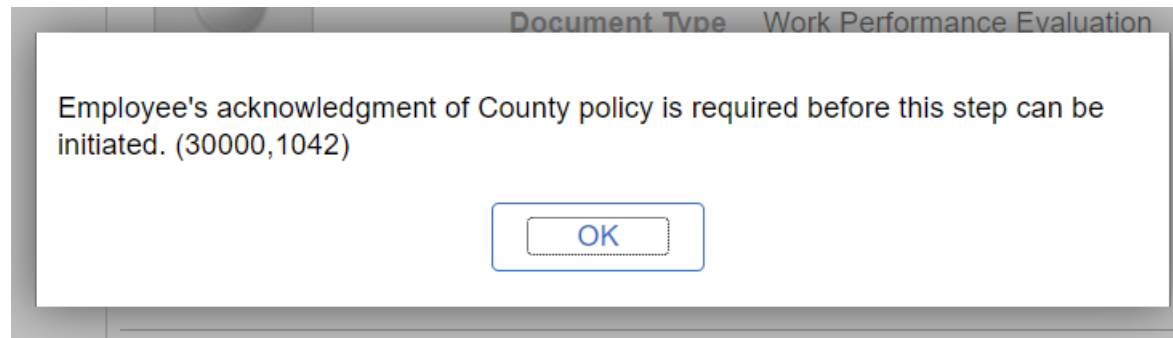 Document Type Work Performance Evaluation
Employee's acknowledgment of County policy is required before this step can be
initiated. (30000,1042)
OK